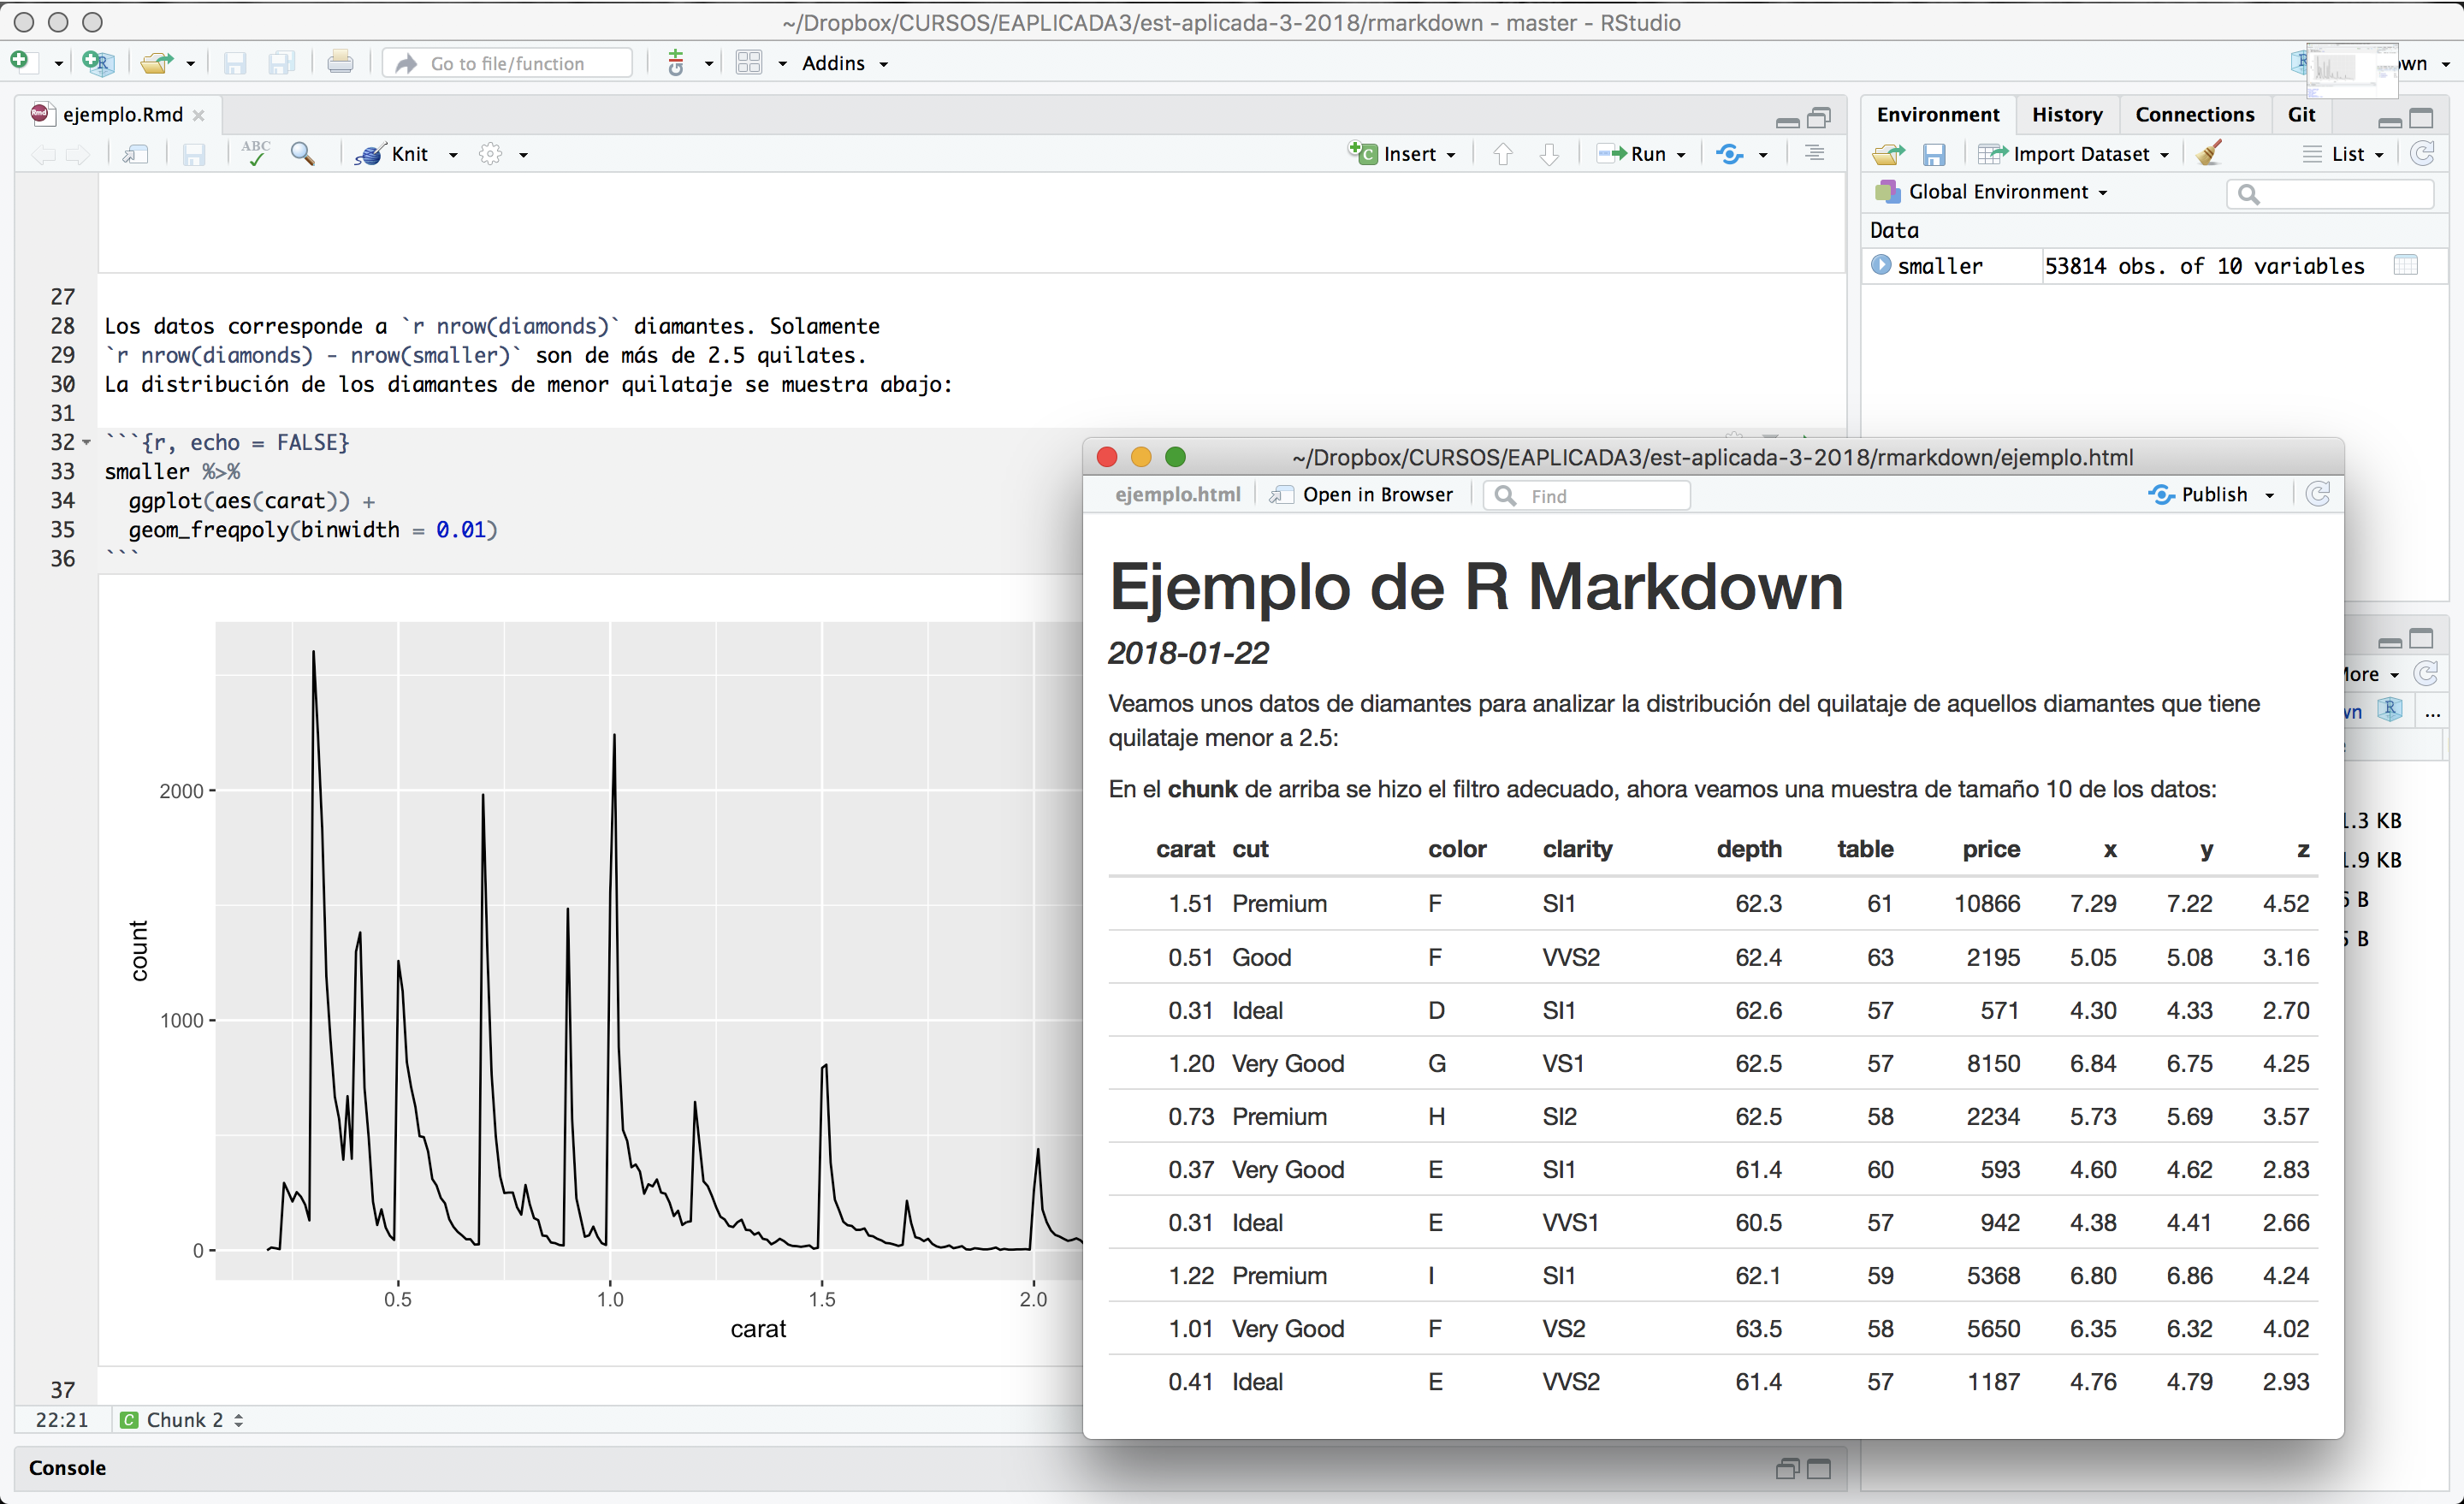 ~/Dropbox/CURSOS/EAPLICADA3/est-aplicada-3-2018/rmarkdown - master - RStudio
Go to file/function
Addins
ejemplo.Rmd
ABC
Knit
Insert
Run
27
28 Los datos corresponde a `r nrow(diamonds)` diamantes. Solamente
29 `r nrow(diamonds) - nrow(smaller)` son de más de 2.5 quilates.
30 La distribución de los diamantes de menor quilataje se muestra abajo:
31
32 ```{r, echo = FALSE}
33 smaller %>%
34 ggplot(aes(carat)) +
35 geom_freqpoly(binwidth = 0.01)
36 ```
2000
1000
0
count
0.5 1.0 1.5 2.0
carat
37
22:21 C Chunk 2
Console
Environment History Connections Git
Import Dataset List
Global Environment
Data
smaller 53814 obs. of 10 variables
~/Dropbox/CURSOS/EAPLICADA3/est-aplicada-3-2018/rmarkdown/ejemplo.html
ejemplo.html Open in Browser Find Publish
Ejemplo de R Markdown
2018-01-22
Veamos unos datos de diamantes para analizar la distribución del quilataje de aquellos diamantes que tiene
quilataje menor a 2.5:
En el chunk de arriba se hizo el filtro adecuado, ahora veamos una muestra de tamaño 10 de los datos:
carat cut color clarity depth table price x y z
1.51 Premium F SI1 62.3 61 10866 7.29 7.22 4.52
0.51 Good F VVS2 62.4 63 2195 5.05 5.08 3.16
0.31 Ideal D SI1 62.6 57 571 4.30 4.33 2.70
1.20 Very Good G VS1 62.5 57 8150 6.84 6.75 4.25
0.73 Premium H SI2 62.5 58 2234 5.73 5.69 3.57
0.37 Very Good E SI1 61.4 60 593 4.60 4.62 2.83
0.31 Ideal E VVS1 60.5 57 942 4.38 4.41 2.66
1.22 Premium I SI1 62.1 59 5368 6.80 6.86 4.24
1.01 Very Good F VS2 63.5 58 5650 6.35 6.32 4.02
0.41 Ideal E VVS2 61.4 57 1187 4.76 4.79 2.93